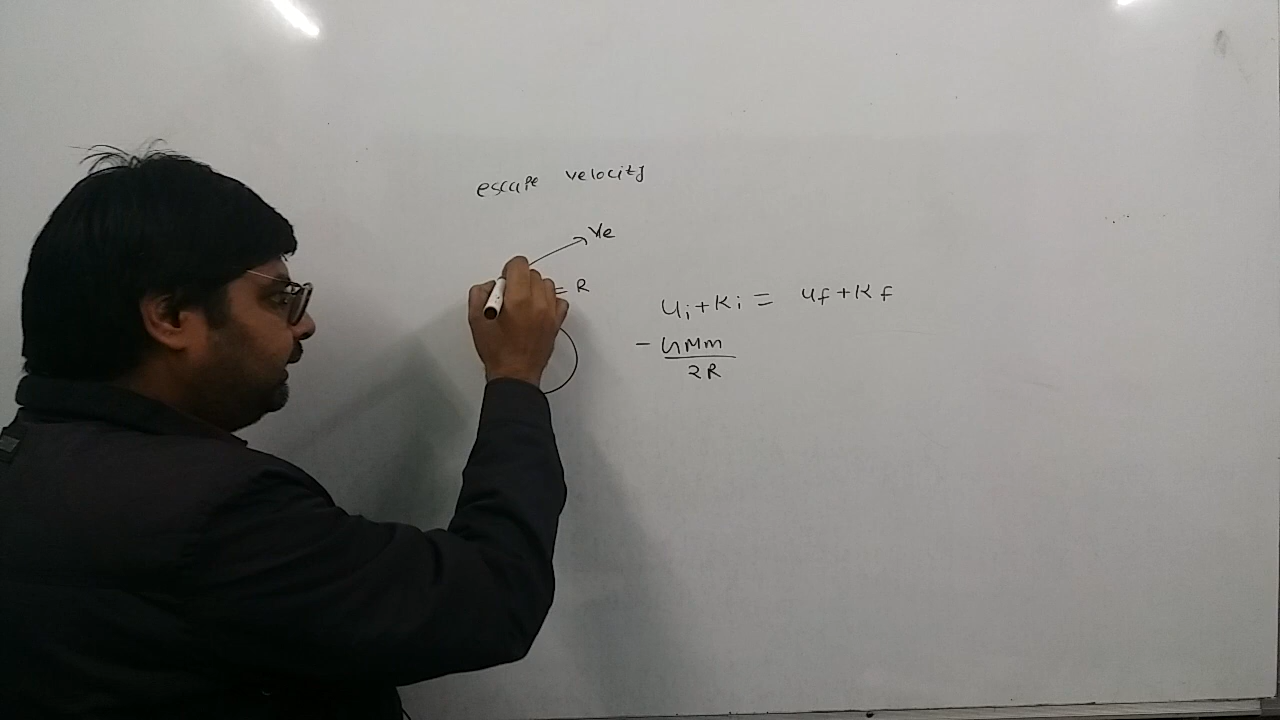 escape velocity
ve
= R
Ui + Ki = Uf + Kf
- GMm
2R